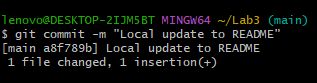 lenovo@DESKTOP-2IJM5BT MINGW64 ~/Lab3 (main)
$ git commit -m "Local update to README"
[main a8f789b] Local update to README
 1 file changed, 1 insertion(+)